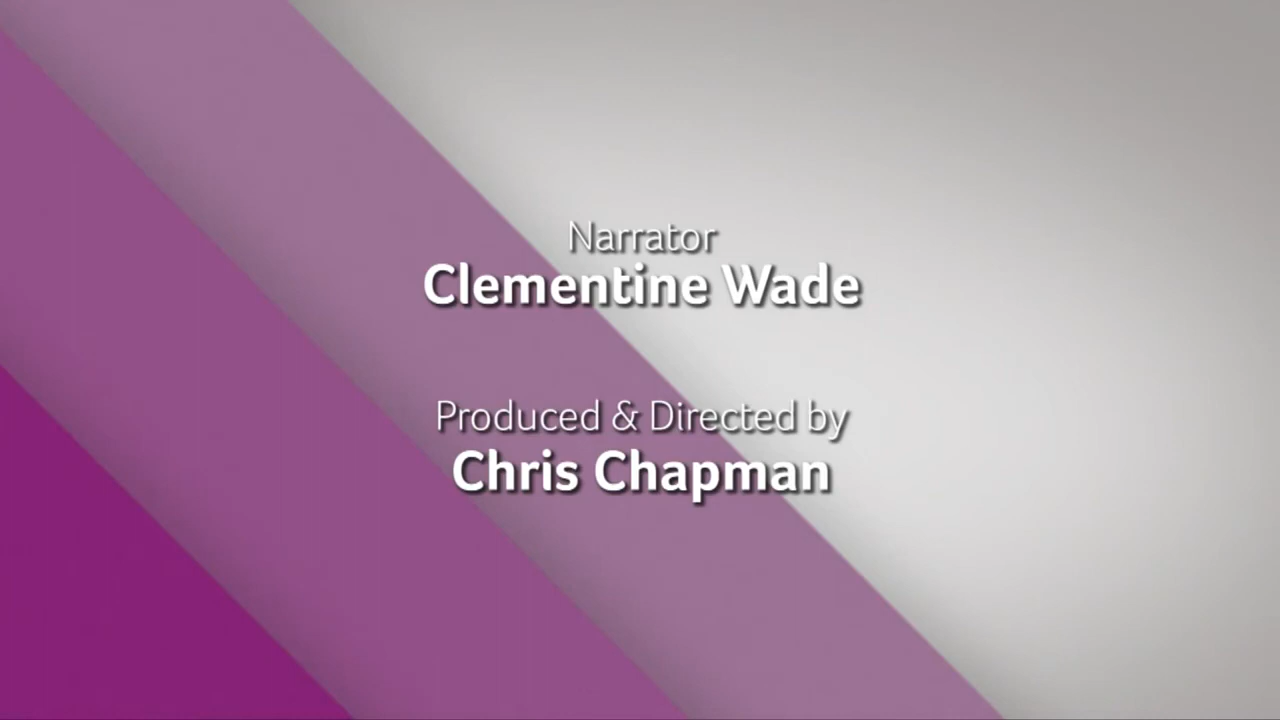 Narrator
Clementine Wade
Produced & Directed by
Chris Chapman